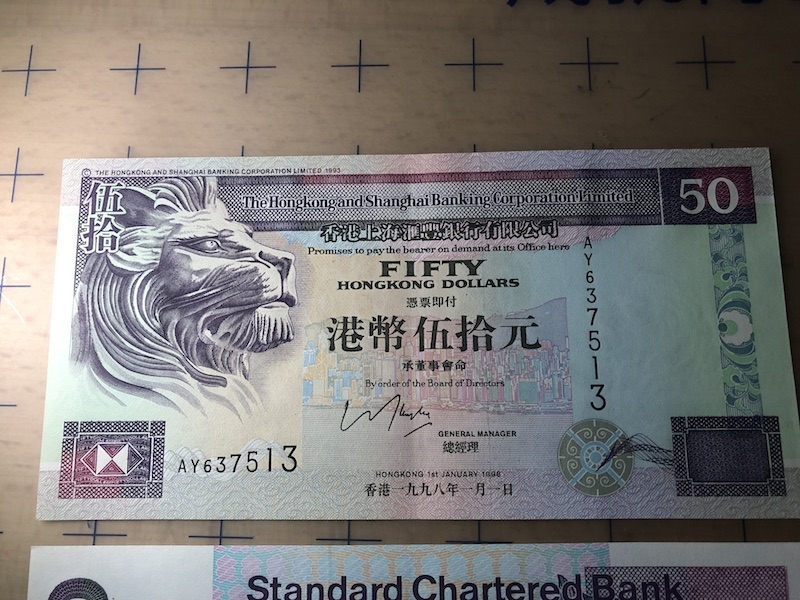 © THE HONGKONG AND SHANGHAI BANKING CORPORATION LIMITED 1993
伍拾
The Hongkong and Shanghai Banking Corporation Limited
50
香港上海滙豐銀行有限公司
Promises to pay the bearer on demand at its Office here
FIFTY
HONGKONG DOLLARS
憑票即付
港幣伍拾元
承董事會命
By order of the Board of Directors
AY637513
GENERAL MANAGER
總經理
AY637513
HONGKONG 1st JANUARY 1998
香港一九九八年一月一日
Standard Chartered Bank